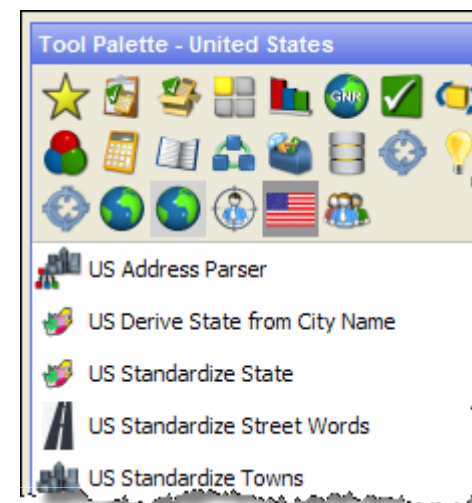 Tool Palette - United States
GNR
US Address Parser
US Derive State from City Name
US Standardize State
US Standardize Street Words
US Standardize Towns